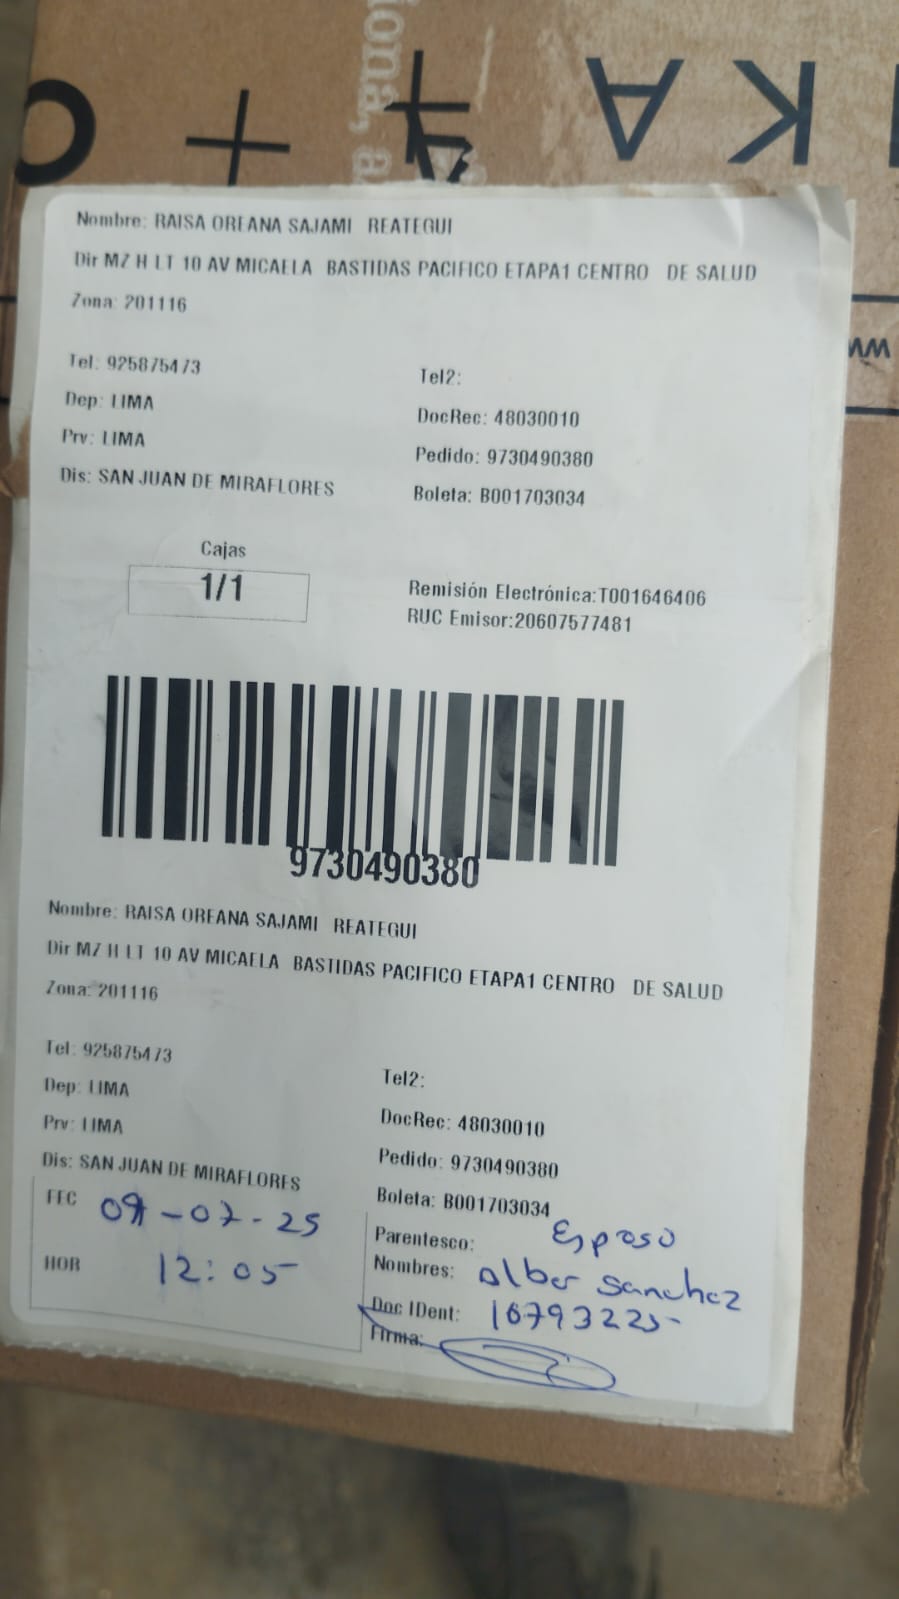 C + + A K
Nombre: RAISA OREANA SAJAMI REATEGUI
Dir MZ H LT 10 AV MICAELA BASTIDAS PACIFICO ETAPA1 CENTRO DE SALUD
Zona: 201116
Tel: 925875473
Tel2:
Dep: LIMA
DocRec: 48030010
Prv: LIMA
Pedido: 9730490380
Dis: SAN JUAN DE MIRAFLORES
Boleta: B001703034
Cajas
1/1
Remisión Electrónica:T001646406
RUC Emisor:20607577481
9730490380
Nombre: RAISA OREANA SAJAMI REATEGUI
Dir MZ H LT 10 AV MICAELA BASTIDAS PACIFICO ETAPA1 CENTRO DE SALUD
Zona: 201116
Tel: 925875473
Tel2:
Dep: LIMA
DocRec: 48030010
Prv: LIMA
Pedido: 9730490380
Dis: SAN JUAN DE MIRAFLORES
Boleta: B001703034
FEC 09-07-25
Parentesco: Esposo
HOR 12:05
Nombres: Alber Sanchez
Doc IDent: 16793225
Firma: